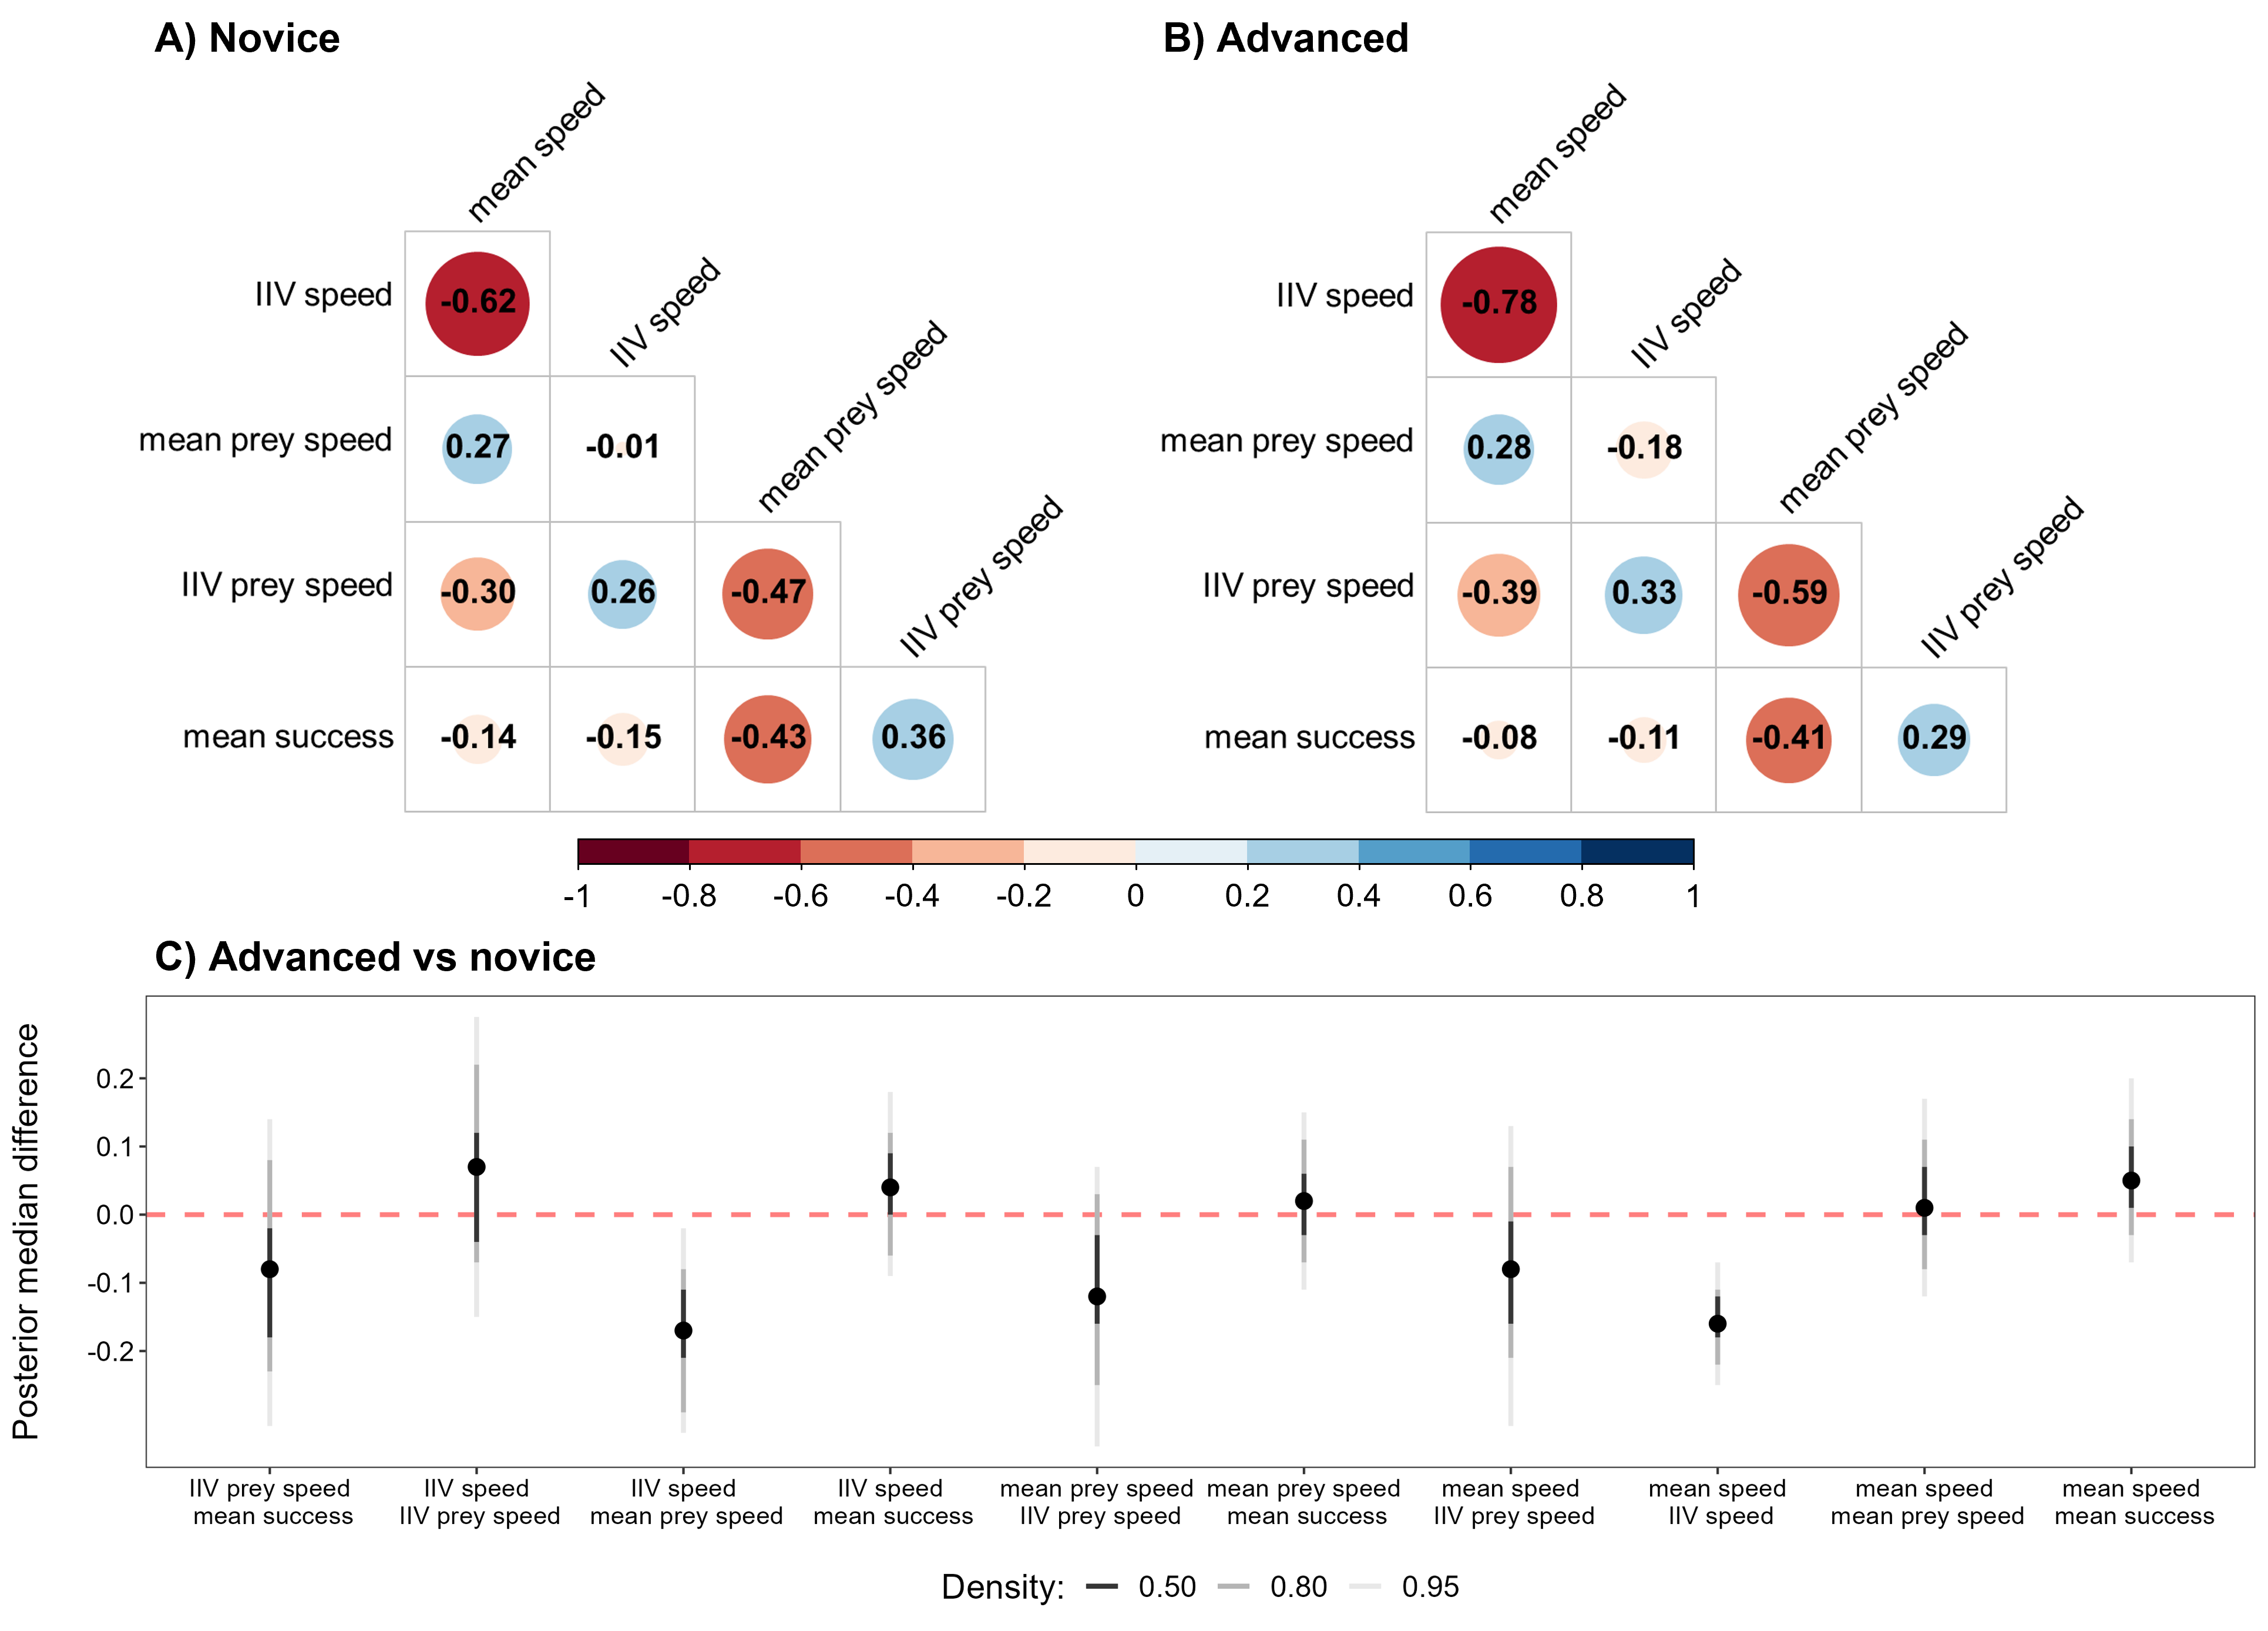 A) Novice
mean speed
IIV speed
mean prey speed
IIV prey speed
IIV speed
-0.62
mean prey speed
0.27 -0.01
IIV prey speed
-0.30 0.26 -0.47
mean success
-0.14 -0.15 -0.43 0.36
B) Advanced
mean speed
IIV speed
mean prey speed
IIV prey speed
IIV speed
-0.78
mean prey speed
0.28 -0.18
IIV prey speed
-0.39 0.33 -0.59
mean success
-0.08 -0.11 -0.41 0.29
-1 -0.8 -0.6 -0.4 -0.2 0 0.2 0.4 0.6 0.8 1
C) Advanced vs novice
Posterior median difference
0.2
0.1
0.0
-0.1
-0.2
IIV prey speed
mean success
IIV speed
IIV prey speed
IIV speed
mean prey speed
IIV speed
mean success
mean prey speed
IIV prey speed
mean prey speed
mean success
mean speed
IIV prey speed
mean speed
IIV speed
mean speed
mean prey speed
mean speed
mean success
Density: 0.50 0.80 0.95